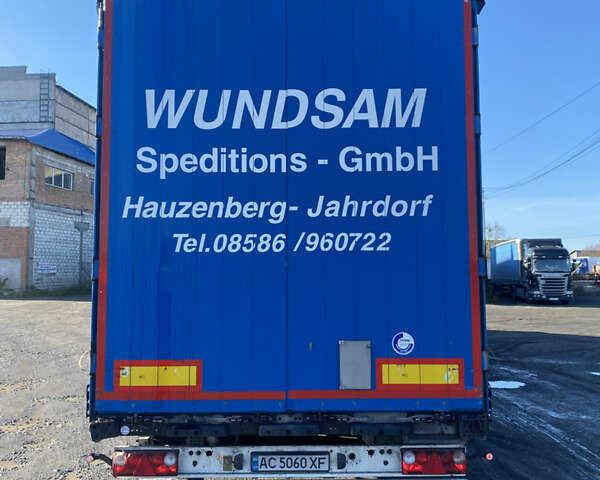 WUNDSAM
Speditions - GmbH
Hauzenberg- Jahrdorf
Tel.08586 /960722
AC 5060 XF